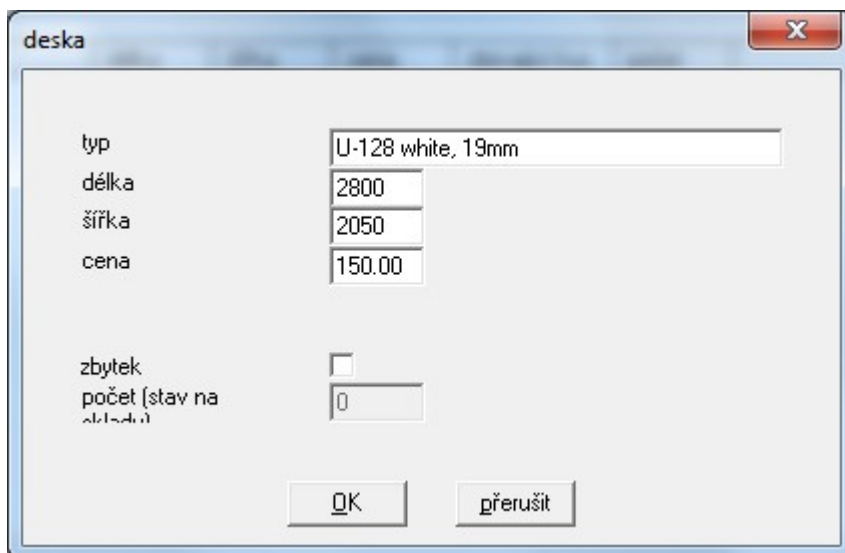 deska
typ U-128 white, 19mm
délka 2800
šířka 2050
cena 150.00
zbytek
počet (stav na 0
skladu)
OK přerušit